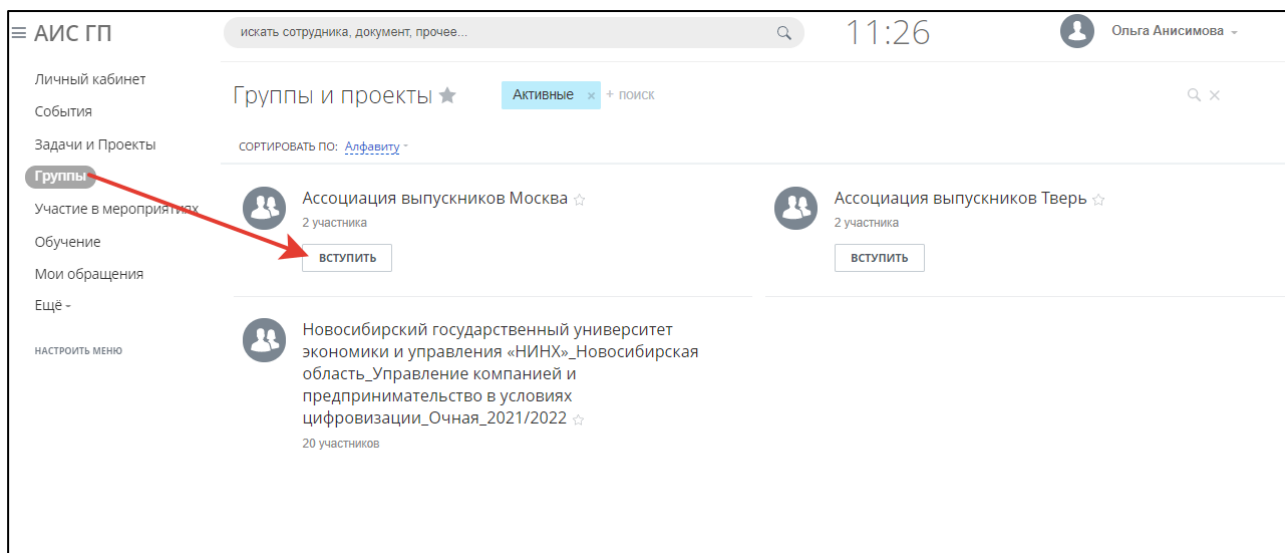 АИС ГП
искать сотрудника, документ, прочее...
11:26
Ольга Анисимова
Личный кабинет
События
Задачи и Проекты
Группы
Участие в мероприятиях
Обучение
Мои обращения
Ещё -
НАСТРОИТЬ МЕНЮ
Группы и проекты
Активные × + поиск
СОРТИРОВАТЬ ПО: Алфавиту
Ассоциация выпускников Москва
2 участника
ВСТУПИТЬ
Ассоциация выпускников Тверь
2 участника
ВСТУПИТЬ
Новосибирский государственный университет
экономики и управления «НИНХ»_Новосибирская
область_Управление компанией и
предпринимательство в условиях
цифровизации_Очная_2021/2022
20 участников